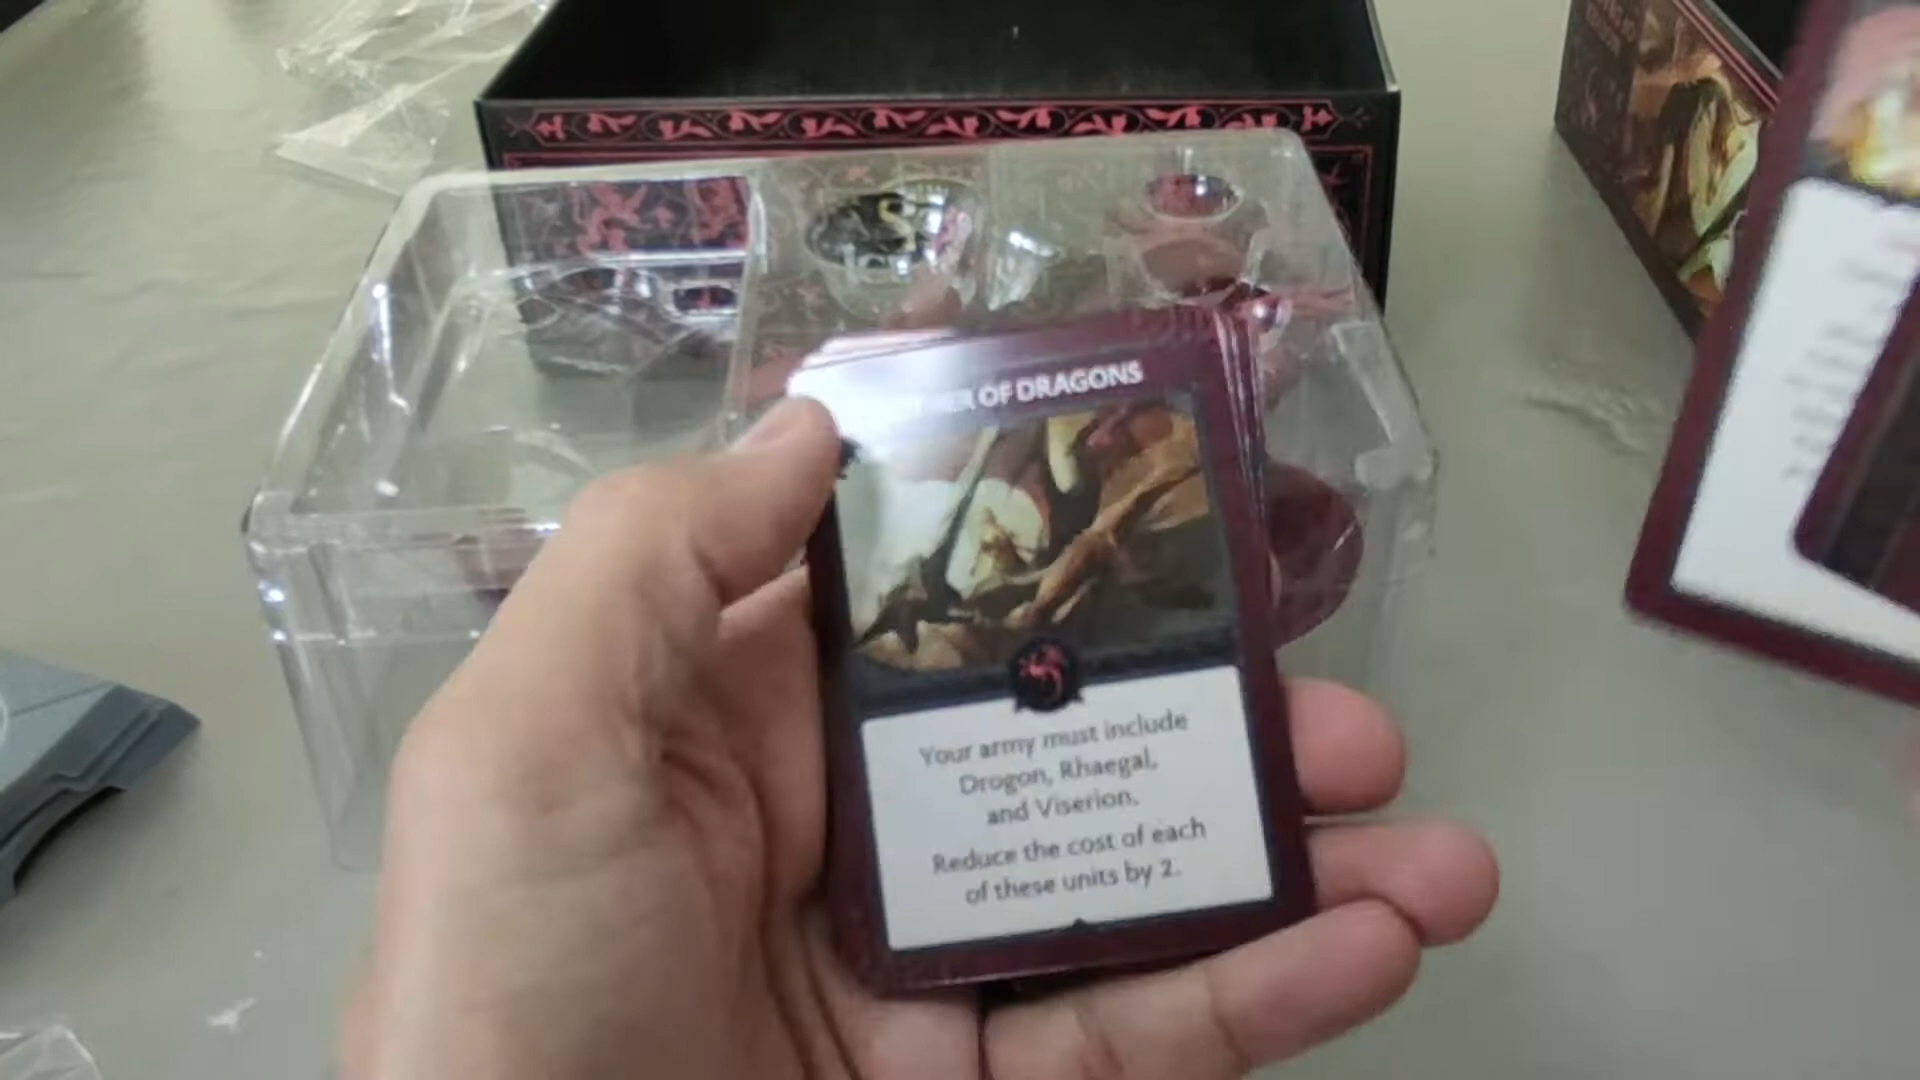 OF DRAGONS
Your army must include
Drogon, Rhaegal,
and Viserion.
Reduce the cost of each
of these units by 2.